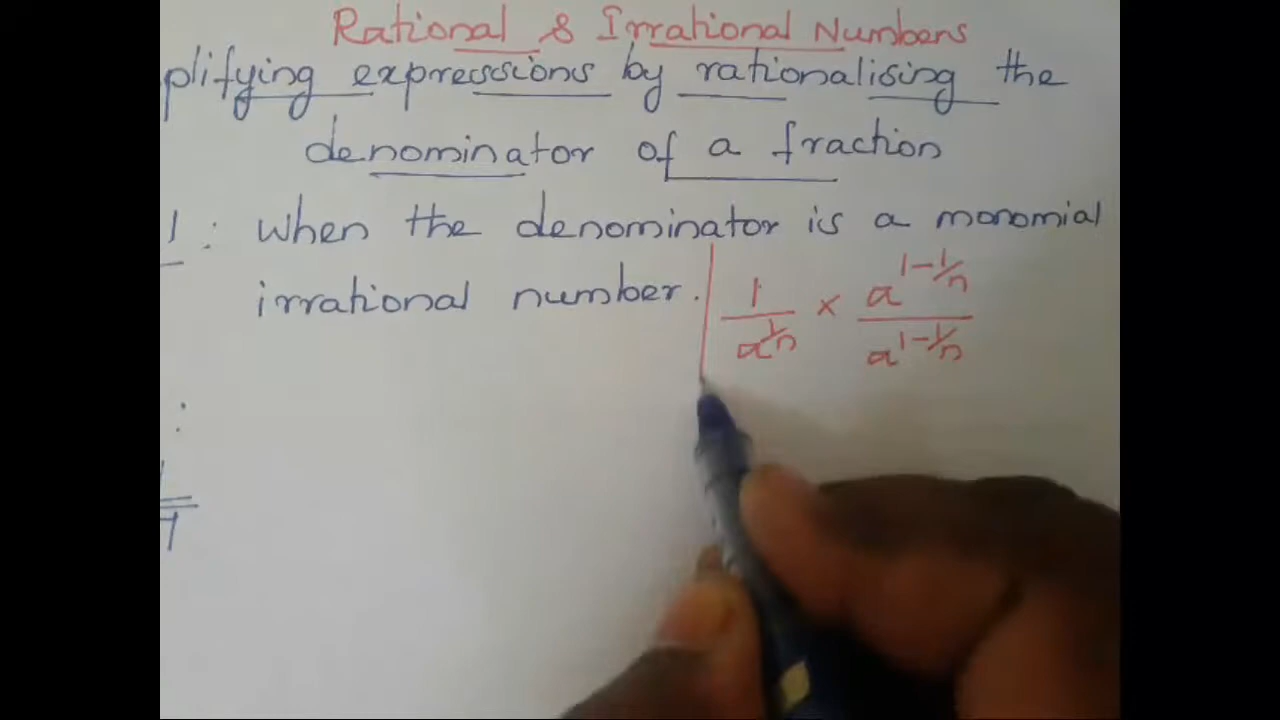 Rational & Irrational Numbers
plifying expressions by rationalising the
denominator of a fraction
1 : when the denominator is a monomial
irrational number.
1/a^1/n × a^1-1/n/a^1-1/n
: